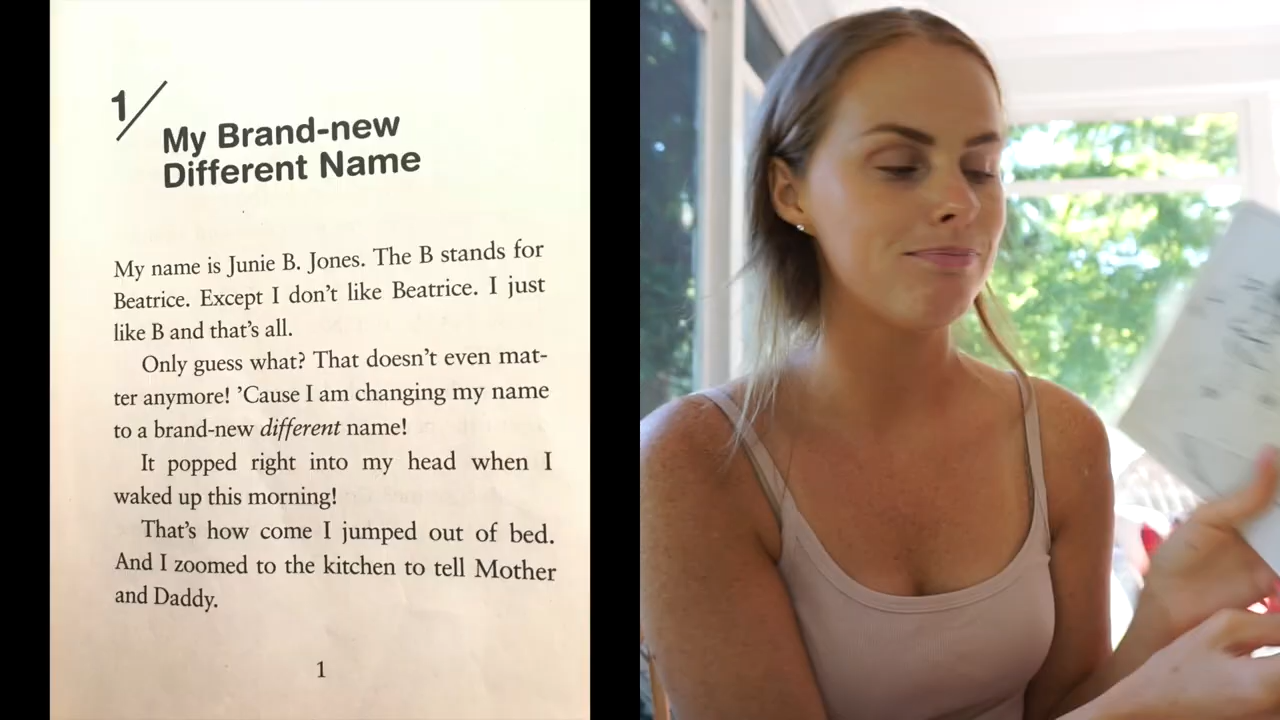 1/
My Brand-new
Different Name
My name is Junie B. Jones. The B stands for
Beatrice. Except I don't like Beatrice. I just
like B and that's all.
Only guess what? That doesn't even mat-
ter anymore! 'Cause I am changing my name
to a brand-new different name!
It popped right into my head when I
waked up this morning!
That's how come I jumped out of bed.
And I zoomed to the kitchen to tell Mother
and Daddy.
1